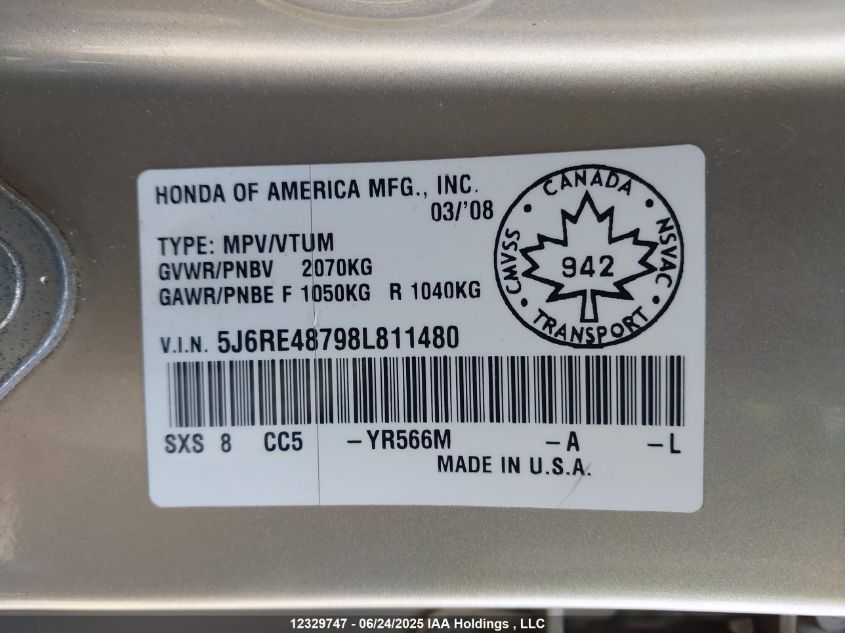 HONDA OF AMERICA MFG., INC.
03/'08
TYPE: MPV/VTUM
GVWR/PNBV 2070KG
GAWR/PNBE F 1050KG R 1040KG
V.I.N. 5J6RE48798L811480
SXS 8 CC5 -YR566M -A -L
MADE IN U.S.A.
CANADA
CMVSS
942
NSVAC
TRANSPORT
12329747 - 06/24/2025 IAA Holdings , LLC